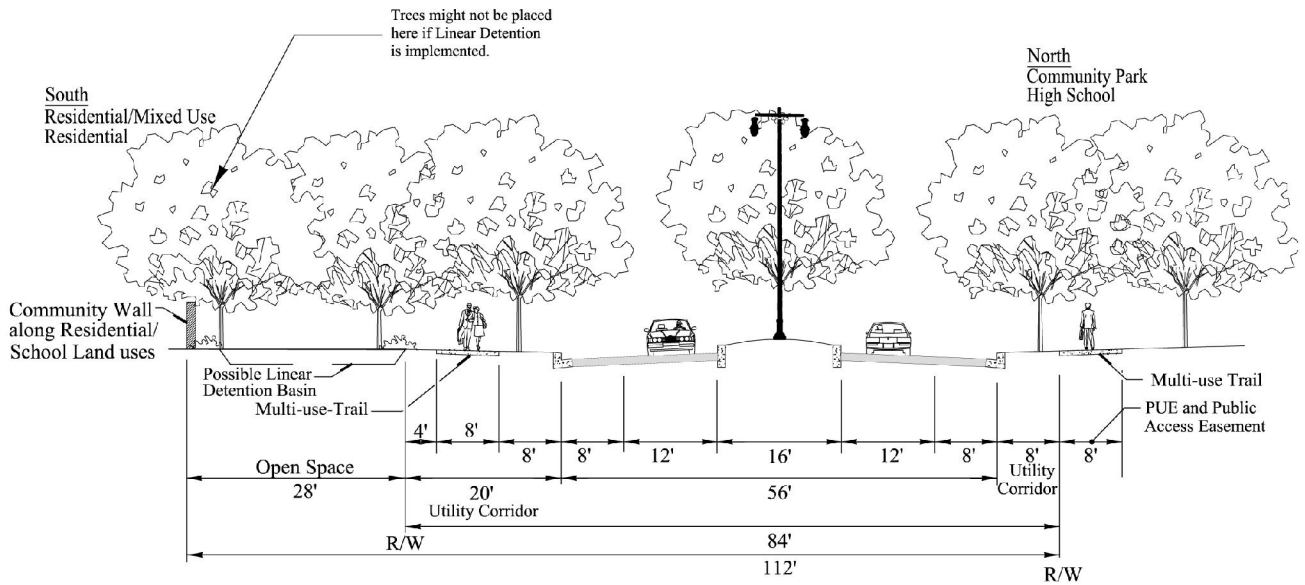 Trees might not be placed
here if Linear Detention
is implemented.
South
Residential/Mixed Use
Residential
North
Community Park
High School
Community Wall
along Residential/
School Land uses
Possible Linear
Detention Basin
Multi-use-Trail
Multi-use Trail
PUE and Public
Access Easement
4'
8'
8'
8'
12'
16'
12'
8'
8'
8'
Open Space
28'
20'
Utility Corridor
56'
Utility
Corridor
R/W
84'
112'
R/W